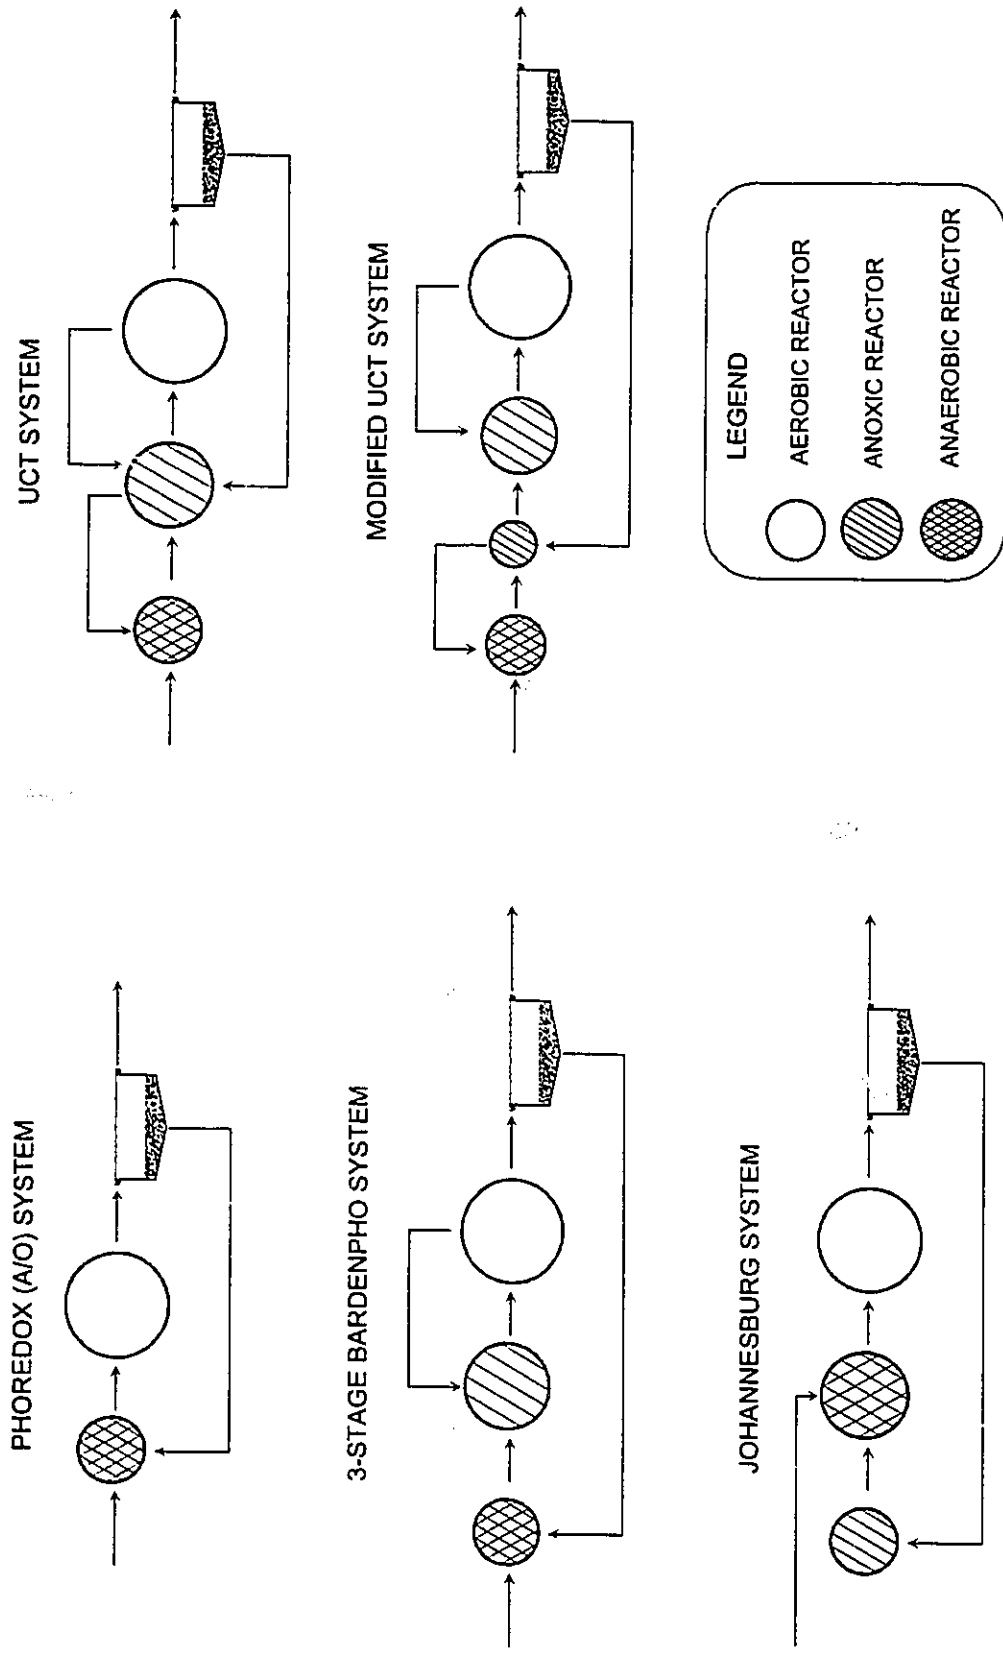 PHOREDOX (A/O) SYSTEM
UCT SYSTEM
3-STAGE BARDENPHO SYSTEM
MODIFIED UCT SYSTEM
JOHANNESBURG SYSTEM
LEGEND
AEROBIC REACTOR
ANOXIC REACTOR
ANAEROBIC REACTOR